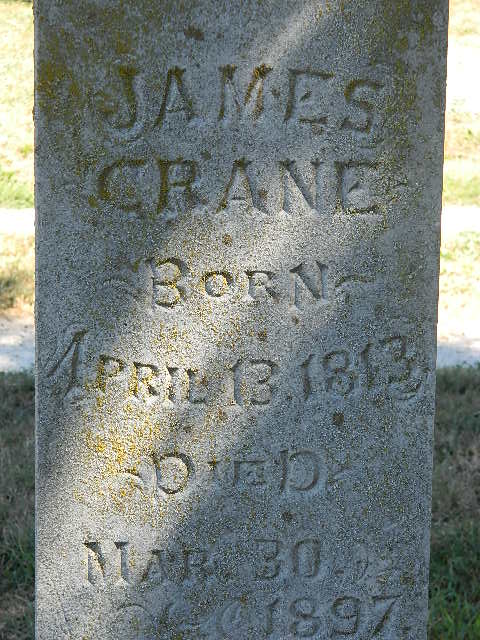 JAMES
CRANE
BORN
APRIL 13, 1813
DIED
MAR. 30
1897